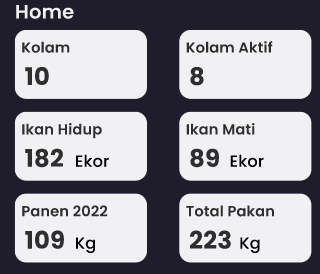 Home
Kolam
10
Kolam Aktif
8
Ikan Hidup
182 Ekor
Ikan Mati
89 Ekor
Panen 2022
109 Kg
Total Pakan
223 Kg